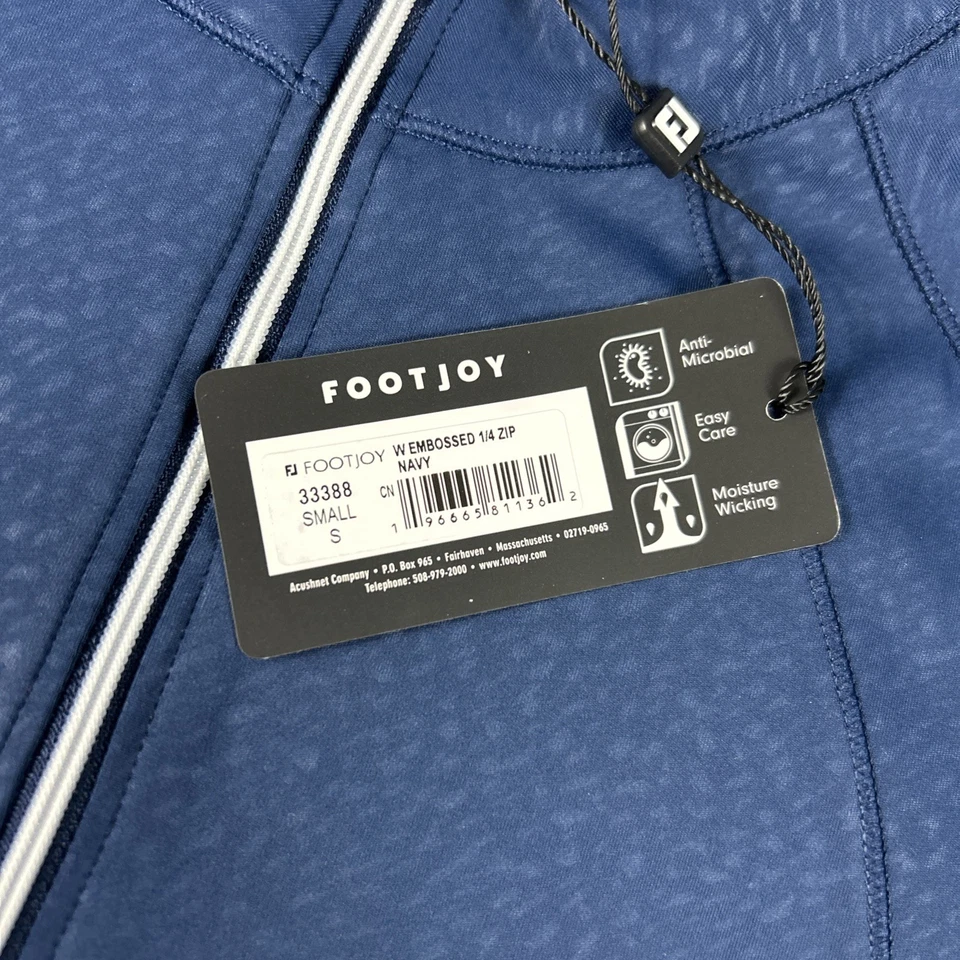 FJ
FOOTJOY
Anti-
Microbial
FJ FOOTJOY
W EMBOSSED 1/4 ZIP
NAVY
33388
SMALL
S
CN
1 96665 81136 2
Easy
Care
Moisture
Wicking
Acushnet Company • P.O. Box 965 • Fairhaven • Massachusetts • 02719-0965
Telephone: 508-979-2000 • www.footjoy.com